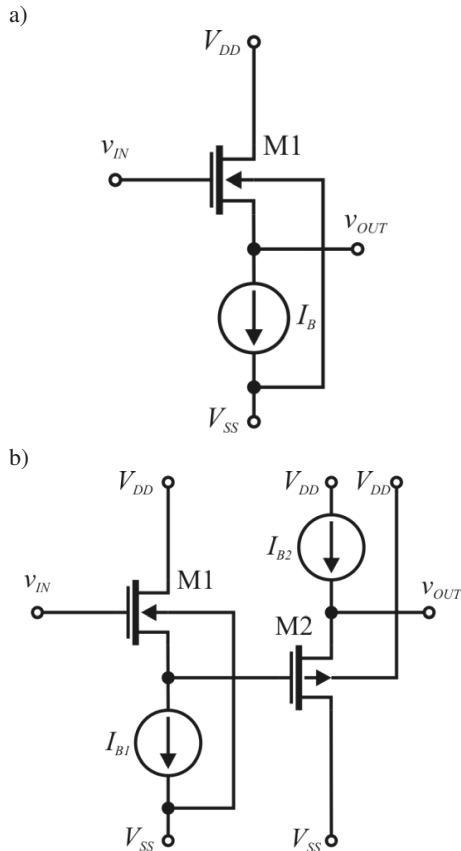 a)
V_DD
M1
v_IN
v_OUT
I_B
V_SS
b)
V_DD V_DD V_DD
I_B2
M1
v_IN
v_OUT
M2
I_B1
V_SS V_SS